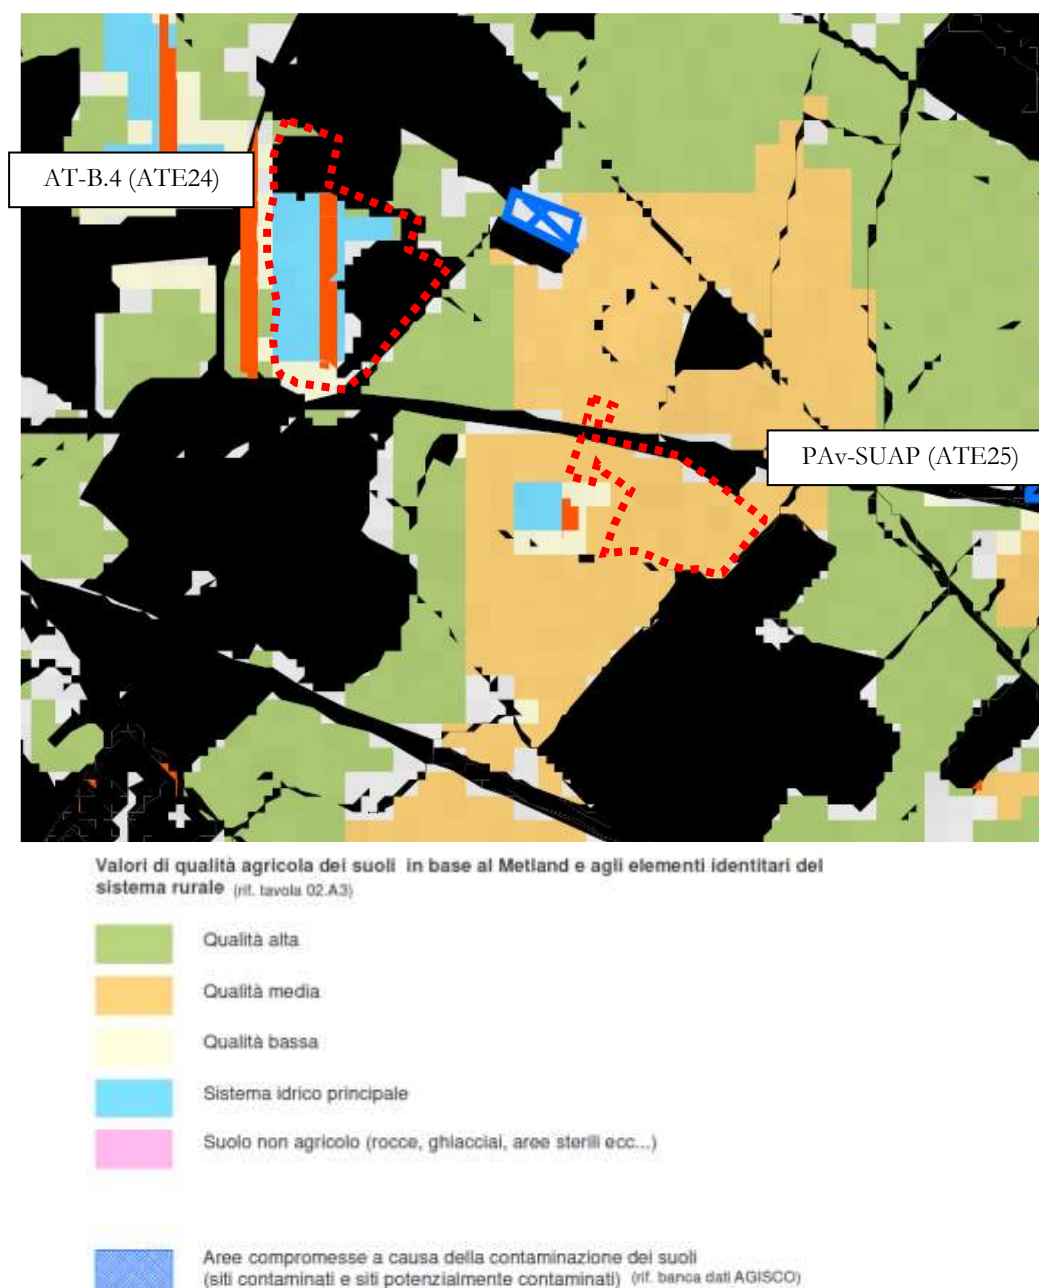 AT-B.4 (ATE24)
PAv-SUAP (ATE25)
Valori di qualità agricola dei suoli in base al Metland e agli elementi identitari del
sistema rurale (rif. tavola 02.A3)
Qualità alta
Qualità media
Qualità bassa
Sistema idrico principale
Suolo non agricolo (rocce, ghiacciai, aree sterili ecc...)
Aree compromesse a causa della contaminazione dei suoli
(siti contaminati e siti potenzialmente contaminati) (rif. banca dati AGISCO)